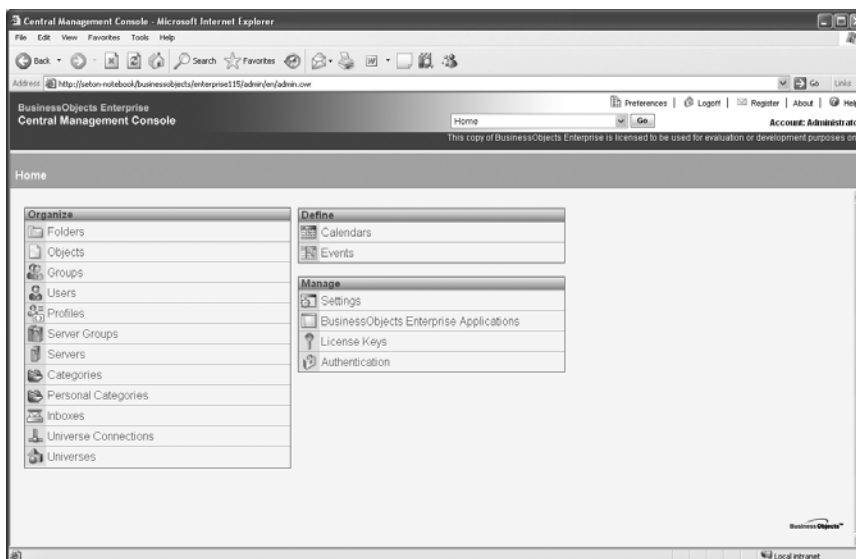 Central Management Console - Microsoft Internet Explorer
File Edit View Favorites Tools Help
Back Search Favorites
Address http://seton-notebook/businessobjects/enterprise115/admin/en/admin.cwr Go Links
BusinessObjects Enterprise
Central Management Console
Preferences | Logoff | Register | About | Help
Home Go Account: Administrato
This copy of BusinessObjects Enterprise is licensed to be used for evaluation or development purposes on
Home
Organize
Folders
Objects
Groups
Users
Profiles
Server Groups
Servers
Categories
Personal Categories
Inboxes
Universe Connections
Universes
Define
Calendars
Events
Manage
Settings
BusinessObjects Enterprise Applications
License Keys
Authentication
Business Objects
Local intranet